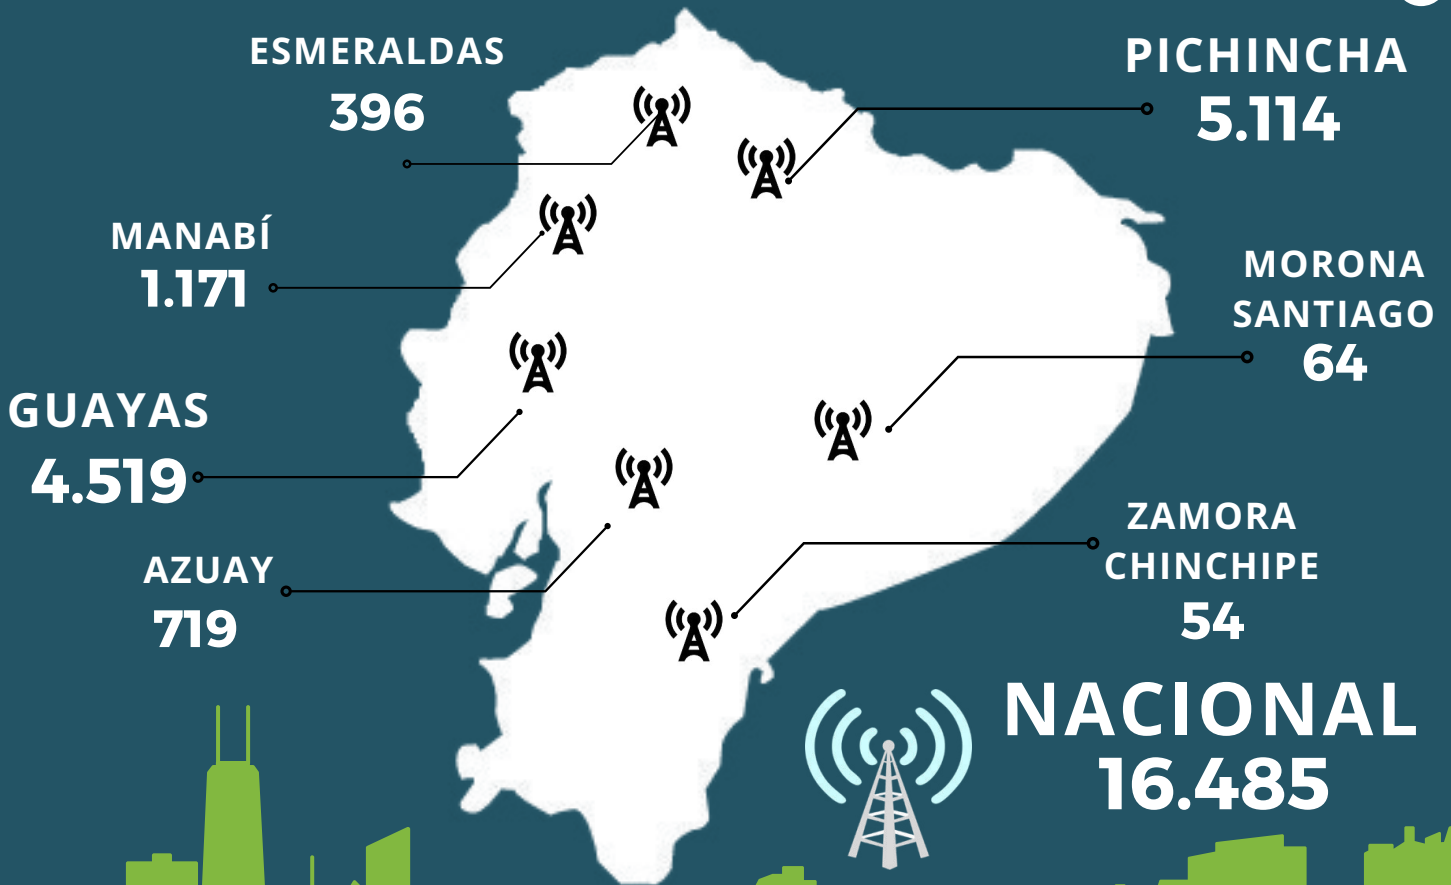 ESMERALDAS
396
PICHINCHA
5.114
MANABÍ
1.171
MORONA
SANTIAGO
64
GUAYAS
4.519
ZAMORA
CHINCHIPE
54
AZUAY
719
NACIONAL
16.485